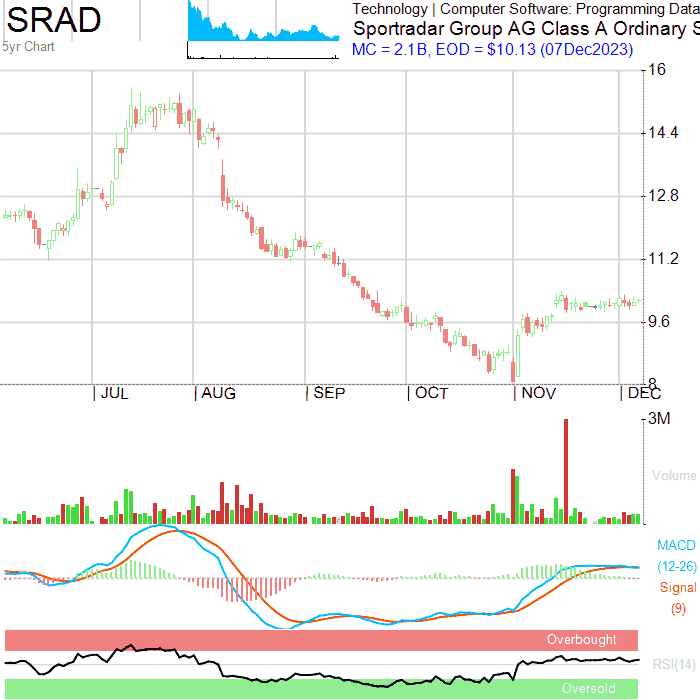 SRAD
5yr Chart
Technology | Computer Software: Programming Data
Sportradar Group AG Class A Ordinary S
MC = 2.1B, EOD = $10.13 (07Dec2023)
16
14.4
12.8
11.2
9.6
8
| JUL | AUG | SEP | OCT | NOV | DEC
3M
Volume
MACD
(12-26)
Signal
(9)
Overbought
RSI(14)
Oversold